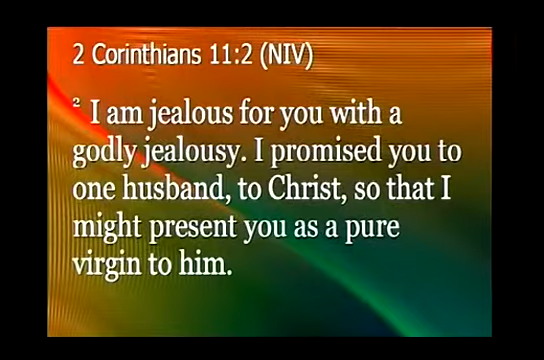 2 Corinthians 11:2 (NIV)
² I am jealous for you with a
godly jealousy. I promised you to
one husband, to Christ, so that I
might present you as a pure
virgin to him.